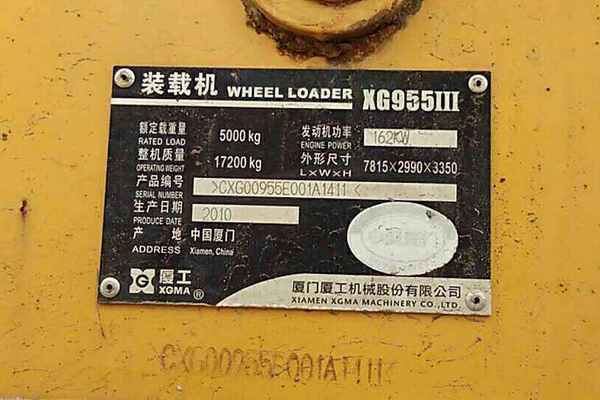 装载机 WHEEL LOADER XG955III
额定载重量 5000 kg 发动机功率 162KW
RATED LOAD ENGINE POWER
整机质量 17200 kg 外形尺寸 7815×2990×3350
OPERATING WEIGHT L×W×H
产品编号 >CXG00955E001A1411<
SERIAL NUMBER
生产日期 2010
PRODUCE DATE
产 地 中国厦门
ADDRESS Xiamen, China
G 厦工 XGMA ®
厦门厦工机械股份有限公司
XIAMEN XGMA MACHINERY CO., LTD.